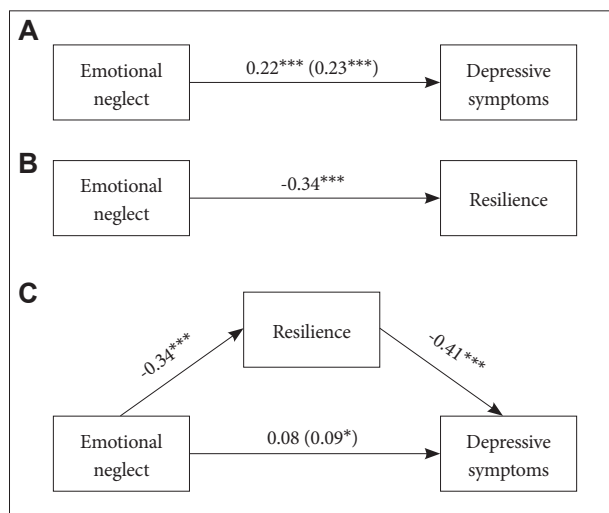 A
Emotional
neglect
0.22*** (0.23***)
Depressive
symptoms
B
Emotional
neglect
-0.34***
Resilience
C
Resilience
-0.34***
-0.41***
Emotional
neglect
0.08 (0.09*)
Depressive
symptoms